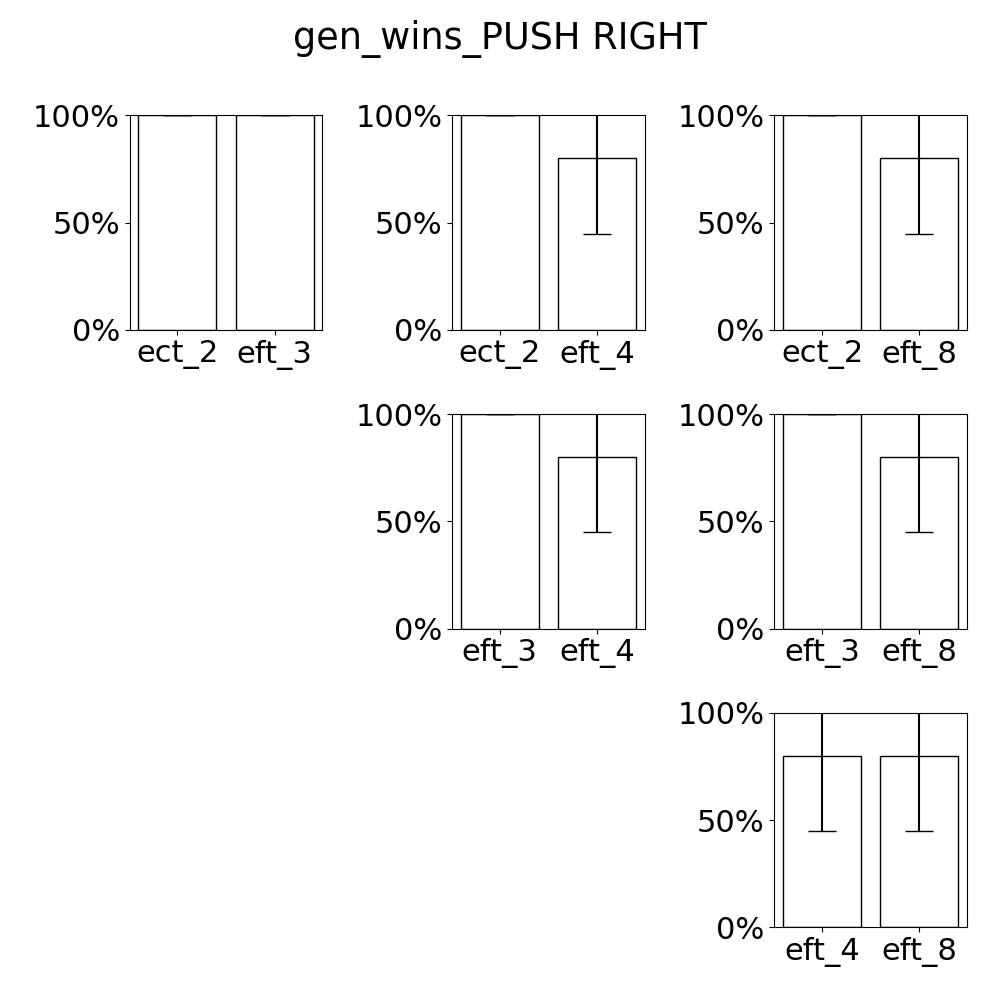 gen_wins_PUSH RIGHT
100% 100% 100%
50% 50% 50%
0% 0% 0%
ect_2 eft_3 ect_2 eft_4 ect_2 eft_8
100% 100%
50% 50%
0% 0%
eft_3 eft_4 eft_3 eft_8
100%
50%
0%
eft_4 eft_8